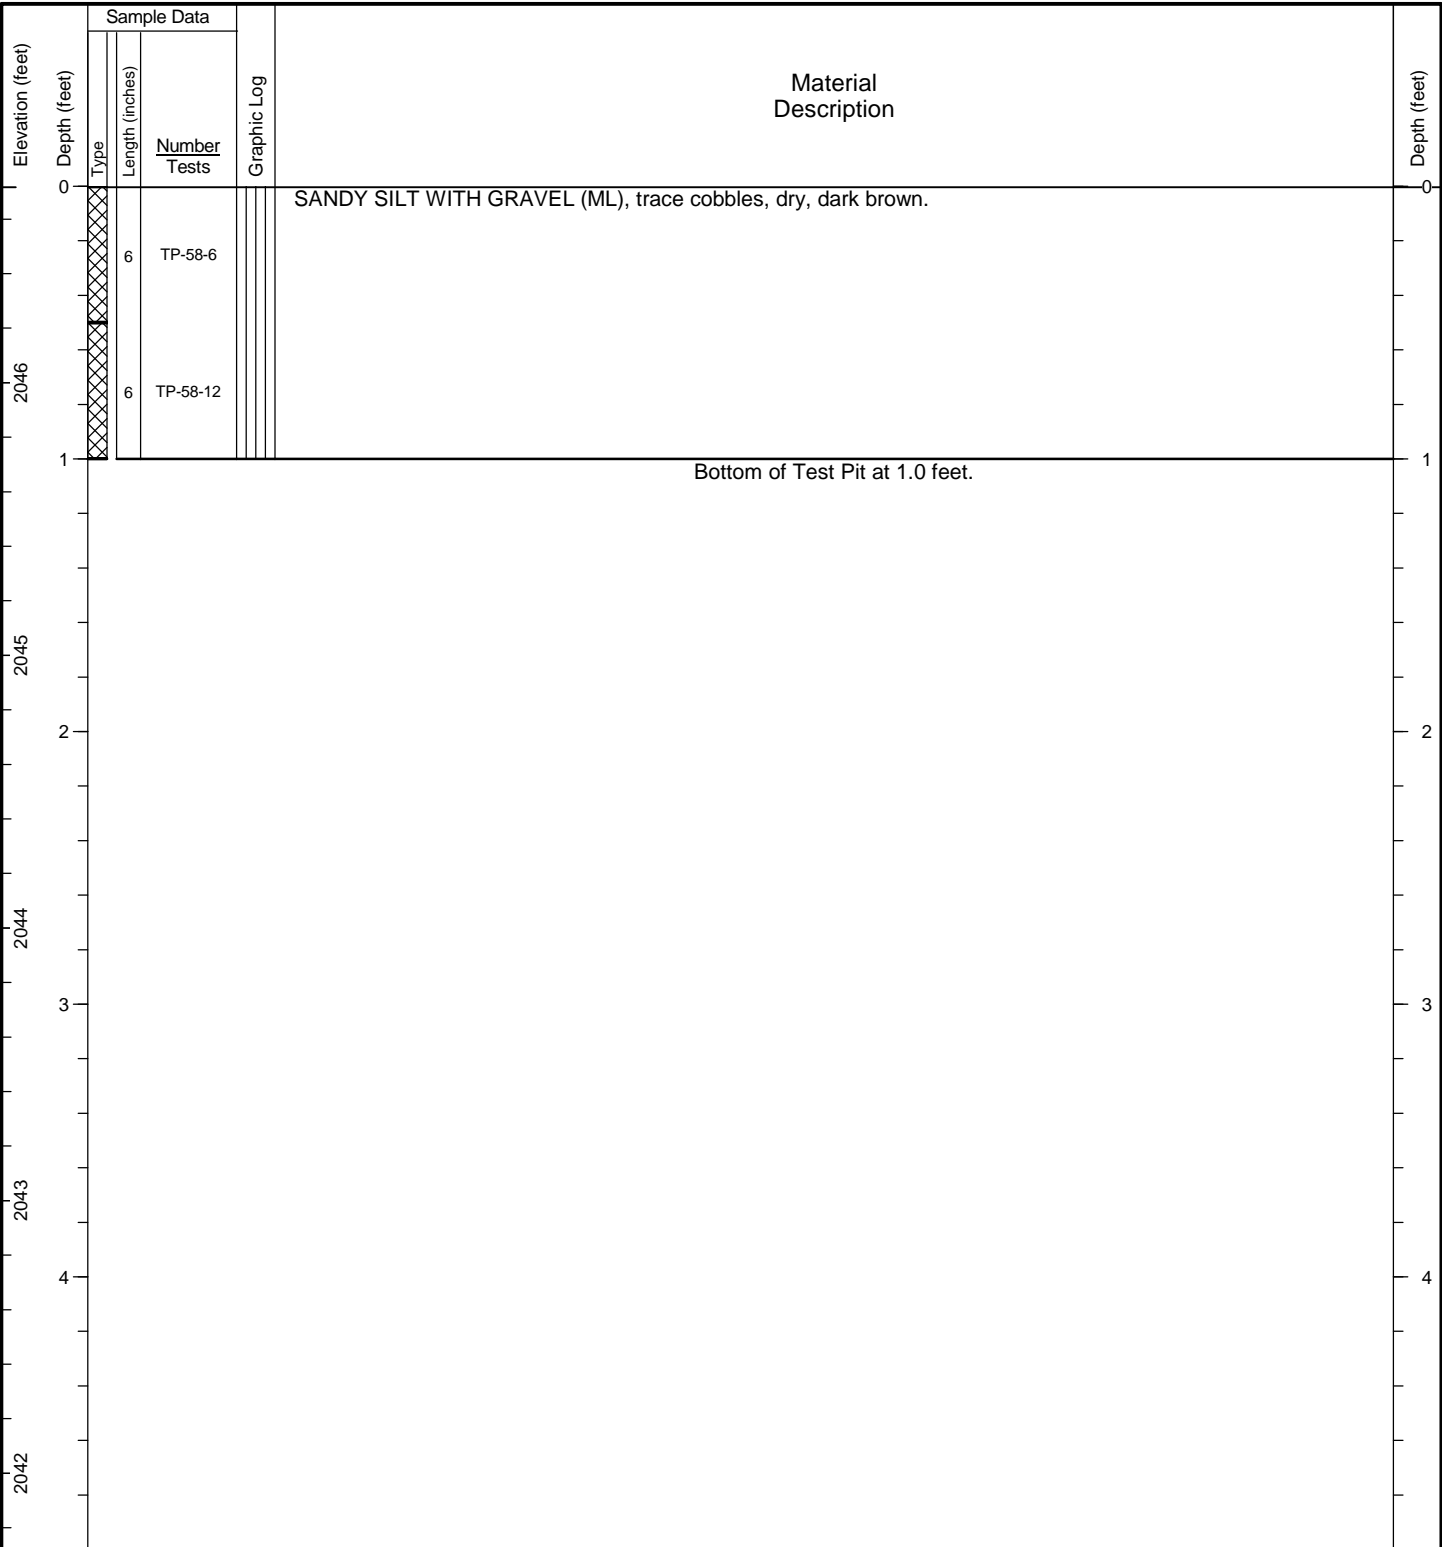 Sample Data
Elevation (feet)
Depth (feet)
Type
Length (inches)
Number
Tests
Graphic Log
Material
Description
Depth (feet)
0
SANDY SILT WITH GRAVEL (ML), trace cobbles, dry, dark brown.
0
6
TP-58-6
2046
6
TP-58-12
1
Bottom of Test Pit at 1.0 feet.
1
2045
2
2
2044
3
3
2043
4
4
2042